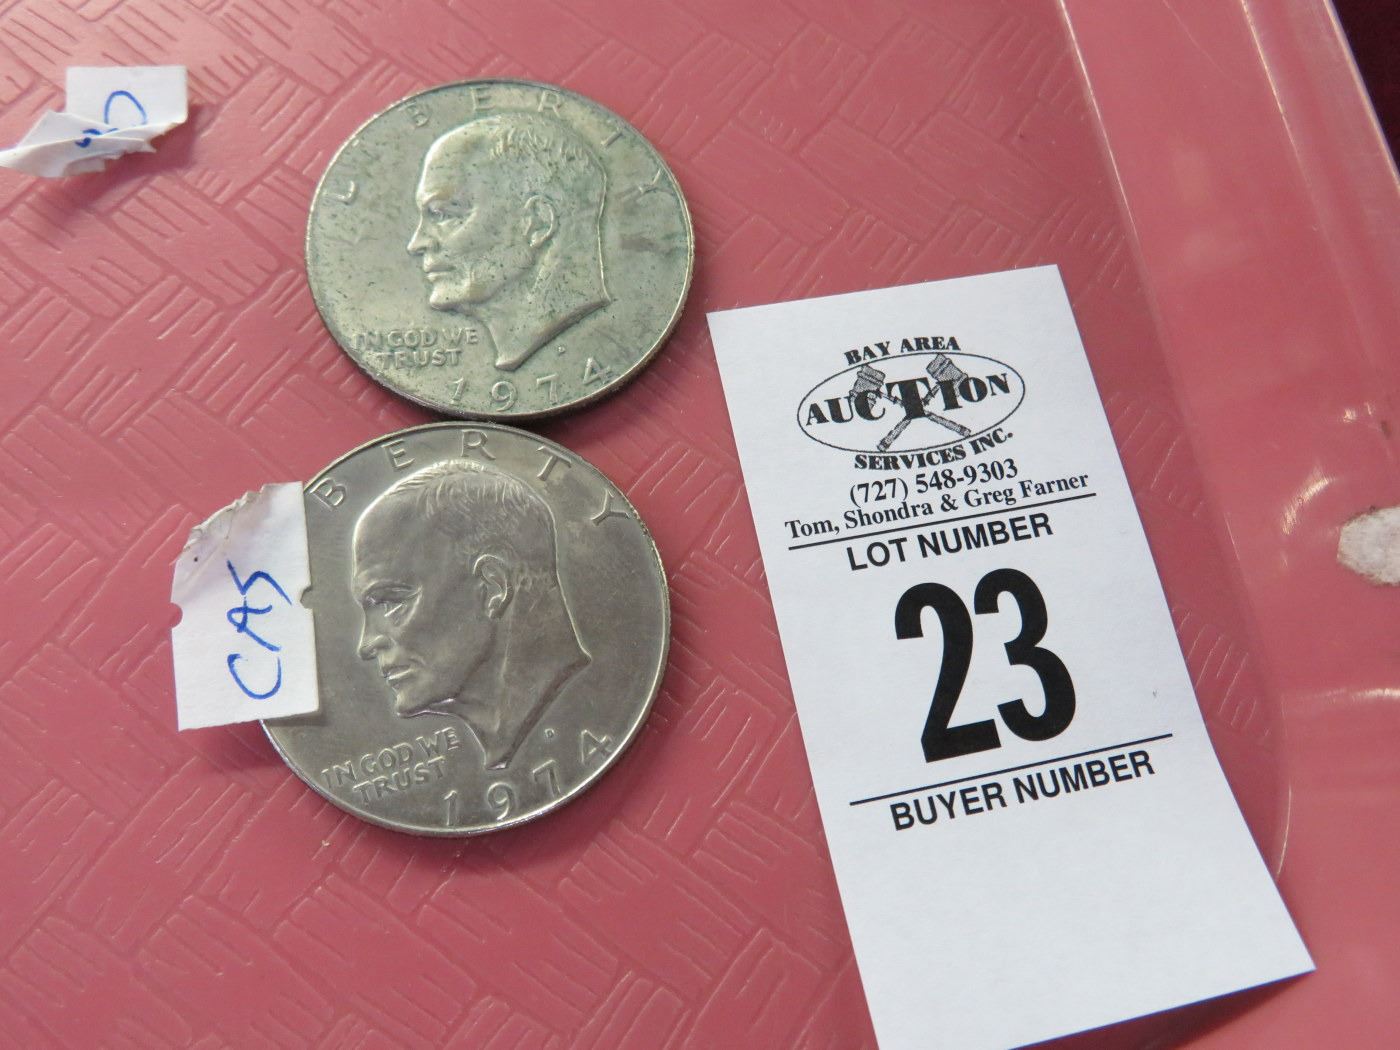 LIBERTY
IN GOD WE
TRUST
D
1974
BERTY
IN GOD WE
TRUST
D
1974
BAY AREA
AUCTION
SERVICES INC.
(727) 548-9303
Tom, Shondra & Greg Farner
LOT NUMBER
23
BUYER NUMBER